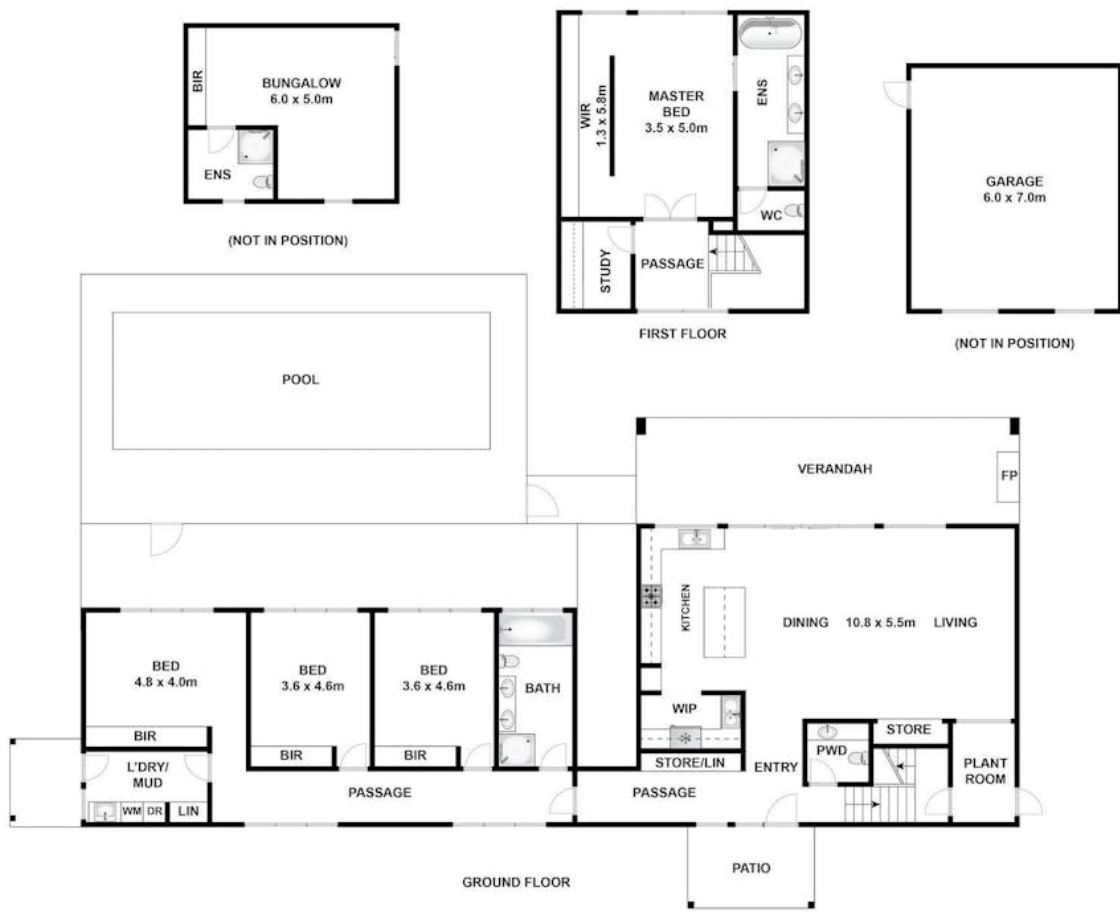 BIR
BUNGALOW
6.0 x 5.0m
ENS
(NOT IN POSITION)
WIR
1.3 x 5.8m
MASTER
BED
3.5 x 5.0m
ENS
WC
STUDY
PASSAGE
FIRST FLOOR
GARAGE
6.0 x 7.0m
(NOT IN POSITION)
POOL
VERANDAH
FP
KITCHEN
DINING 10.8 x 5.5m LIVING
BED
4.8 x 4.0m
BIR
BED
3.6 x 4.6m
BIR
BED
3.6 x 4.6m
BIR
BATH
WIP
STORE/LIN
ENTRY
PWD
STORE
PLANT
ROOM
L'DRY/
MUD
WM DR LIN
PASSAGE
PASSAGE
PATIO
GROUND FLOOR